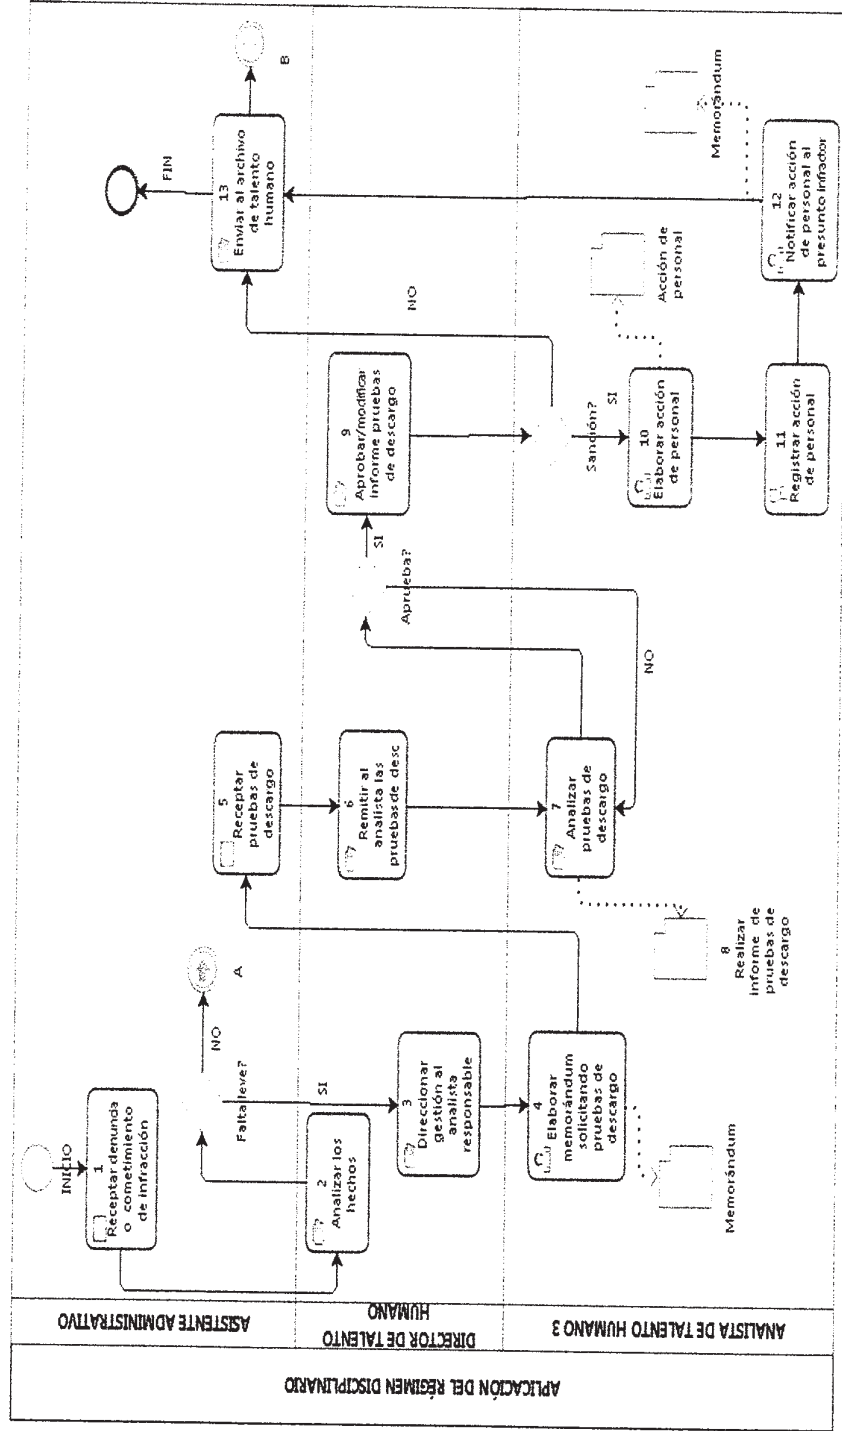 APLICACIÓN DEL RÉGIMEN DISCIPLINARIO
ASISTENTE ADMINISTRATIVO
DIRECTOR DE TALENTO
HUMANO
ANALISTA DE TALENTO HUMANO 3
INICIO
1
Receptar denuncia
o cometimiento
de infracción
2
Analizar los
hechos
Falta leve?
NO
A
SI
3
Direccionar
gestión al
analista
responsable
4
Elaborar
memorándum
solicitando
pruebas de
descargo
Memorándum
5
Receptar
pruebas de
descargo
6
Remitir al
analista las
pruebas de desc
7
Analizar
pruebas de
descargo
8
Realizar
informe de
pruebas de
descargo
Aprueba?
NO
SI
9
Aprobar/modificar
informe pruebas
de descargo
Sanción?
SI
NO
10
Elaborar acción
de personal
Acción de
personal
11
Registrar acción
de personal
12
Notificar acción
de personal al
presunto infractor
Memorándum
13
Enviar al archivo
de talento
humano
FIN
B